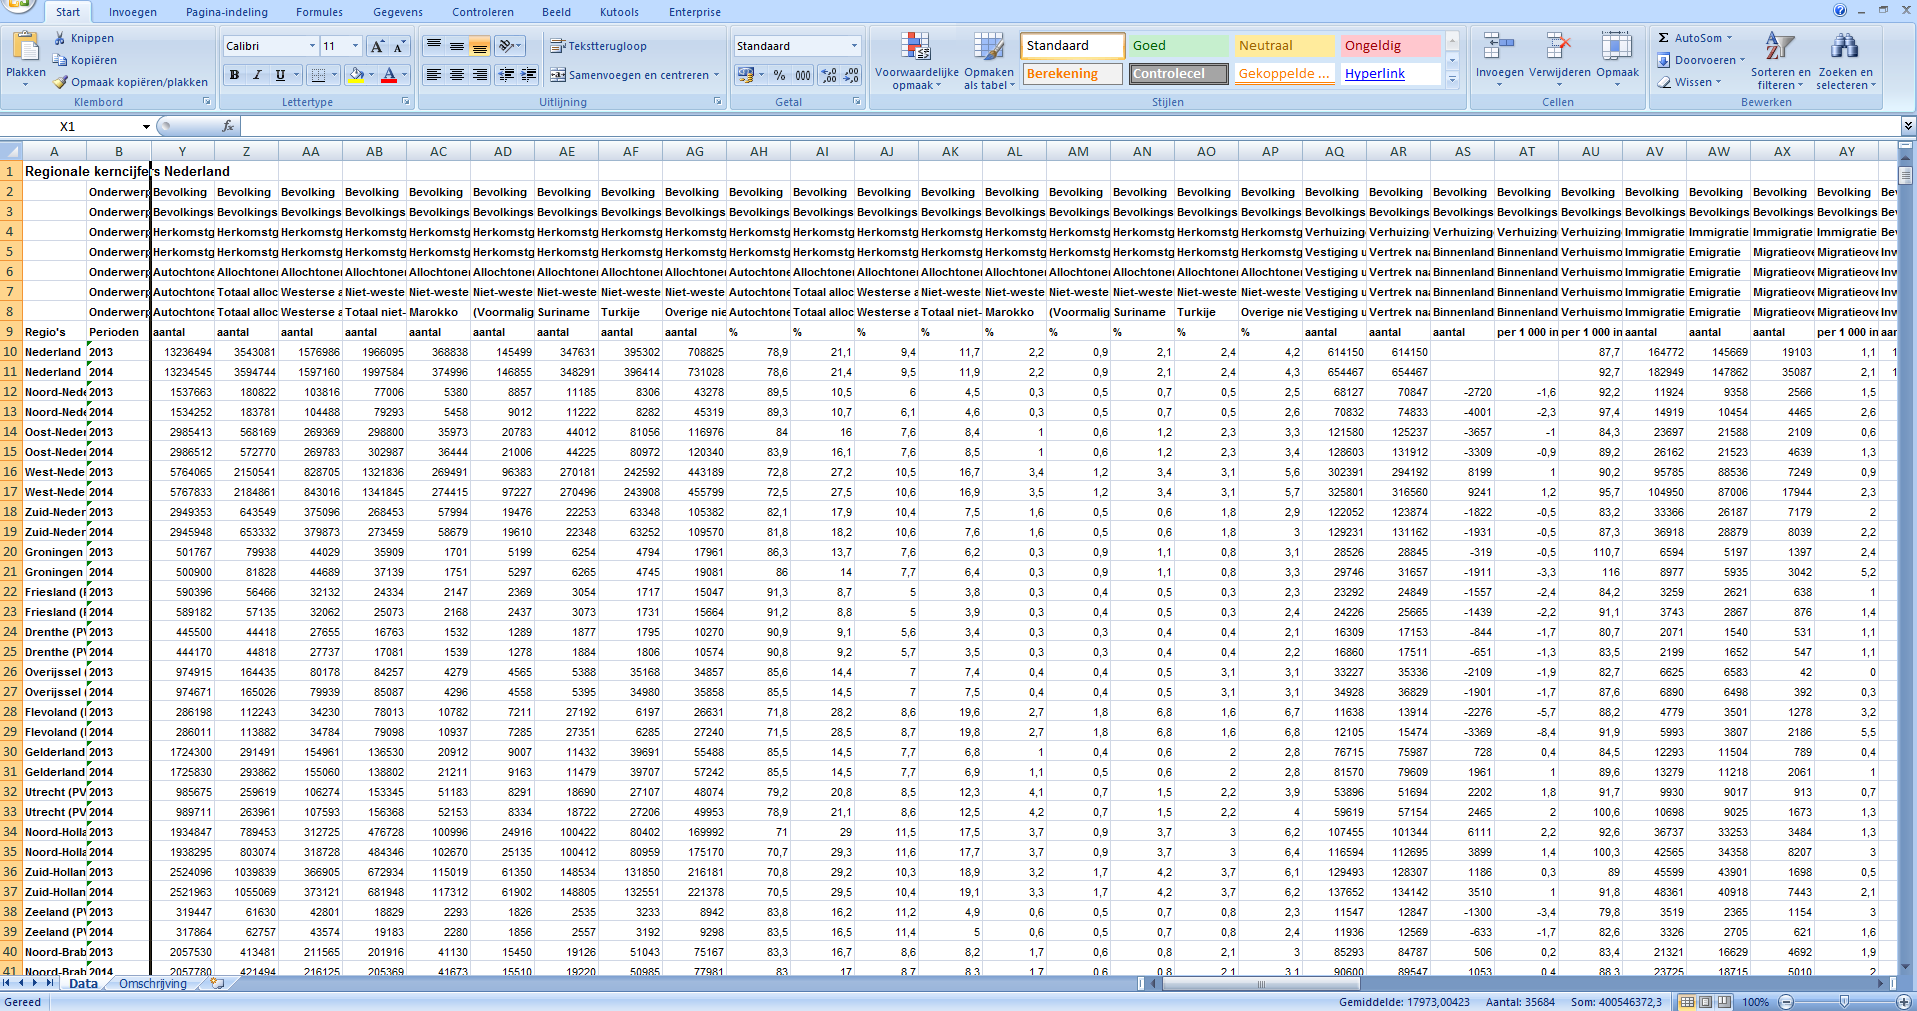 Start Invoegen Pagina-indeling Formules Gegevens Controleren Beeld Kutools Enterprise
Plakken
Knippen
Kopiëren
Opmaak kopiëren/plakken
Klembord
Calibri 11
B I U
Lettertype
Tekstterugloop
Samenvoegen en centreren
Uitlijning
Standaard
% 000
Getal
Voorwaardelijke opmaak
Opmaken als tabel
Standaard Goed Neutraal Ongeldig
Berekening Controlecel Gekoppelde ... Hyperlink
Stijlen
Invoegen Verwijderen Opmaak
Cellen
AutoSom
Doorvoeren
Wissen
Sorteren en filteren
Zoeken en selecteren
Bewerken
X1 fx
A B Y Z AA AB AC AD AE AF AG AH AI AJ AK AL AM AN AO AP AQ AR AS AT AU AV AW AX AY
1 Regionale kerncijfers Nederland
2 Onderwerp Bevolking Bevolking Bevolking Bevolking Bevolking Bevolking Bevolking Bevolking Bevolking Bevolking Bevolking Bevolking Bevolking Bevolking Bevolking Bevolking Bevolking Bevolking Bevolking Bevolking Bevolking Bevolking Bevolking Bevolking Bevolking Bevolking Bevolking Be
3 Onderwerp Bevolkings Bevolkings Bevolkings Bevolkings Bevolkings Bevolkings Bevolkings Bevolkings Bevolkings Bevolkings Bevolkings Bevolkings Bevolkings Bevolkings Bevolkings Bevolkings Bevolkings Bevolkings Bevolkings Bevolkings Bevolkings Bevolkings Bevolkings Bevolkings Bevolkings Bevolkings Bevolkings Be
4 Onderwerp Herkomstg Herkomstg Herkomstg Herkomstg Herkomstg Herkomstg Herkomstg Herkomstg Herkomstg Herkomstg Herkomstg Herkomstg Herkomstg Herkomstg Herkomstg Herkomstg Herkomstg Herkomstg Verhuizing Verhuizing Verhuizing Verhuizing Verhuizing Immigratie Immigratie Immigratie Immigratie Be
5 Onderwerp Herkomstg Herkomstg Herkomstg Herkomstg Herkomstg Herkomstg Herkomstg Herkomstg Herkomstg Herkomstg Herkomstg Herkomstg Herkomstg Herkomstg Herkomstg Herkomstg Herkomstg Herkomstg Vestiging u Vertrek naa Binnenland Binnenland Verhuismo Immigratie Emigratie Migratieove Migratieove Inw
6 Onderwerp Autochtone Allochtonen Allochtonen Allochtonen Allochtonen Allochtonen Allochtonen Allochtonen Allochtonen Autochtone Allochtonen Allochtonen Allochtonen Allochtonen Allochtonen Allochtonen Allochtonen Allochtonen Vestiging u Vertrek naa Binnenland Binnenland Verhuismo Immigratie Emigratie Migratieove Migratieove Inw
7 Onderwerp Autochtone Totaal alloc Westerse a Niet-weste Niet-weste Niet-weste Niet-weste Niet-weste Niet-weste Autochtone Totaal alloc Westerse a Niet-weste Niet-weste Niet-weste Niet-weste Niet-weste Niet-weste Vestiging u Vertrek naa Binnenland Binnenland Verhuismo Immigratie Emigratie Migratieove Migratieove Inw
8 Onderwerp Autochtone Totaal alloc Westerse a Totaal niet- Marokko (Voormalig Suriname Turkije Overige nie Autochtone Totaal alloc Westerse a Totaal niet- Marokko (Voormalig Suriname Turkije Overige nie Vestiging u Vertrek naa Binnenland Binnenland Verhuismo Immigratie Emigratie Migratieove Migratieove Inw
9 Regio's Perioden aantal aantal aantal aantal aantal aantal aantal aantal aantal % % % % % % % % % aantal aantal aantal per 1 000 in per 1 000 in aantal aantal aantal per 1 000 in aan
10 Nederland 2013 13236494 3543081 1576986 1966095 368838 145499 347631 395302 708825 78,9 21,1 9,4 11,7 2,2 0,9 2,1 2,4 4,2 614150 614150 87,7 164772 145669 19103 1,1 1
11 Nederland 2014 13234545 3594744 1597160 1997584 374996 146855 348291 396414 731028 78,6 21,4 9,5 11,9 2,2 0,9 2,1 2,4 4,3 654467 654467 92,7 182949 147862 35087 2,1 1
12 Noord-Nede 2013 1537663 180822 103816 77006 5380 8857 11185 8306 43278 89,5 10,5 6 4,5 0,3 0,5 0,7 0,5 2,5 68127 70847 -2720 -1,6 92,2 11924 9358 2566 1,5
13 Noord-Nede 2014 1534252 183781 104488 79293 5458 9012 11222 8282 45319 89,3 10,7 6,1 4,6 0,3 0,5 0,7 0,5 2,6 70832 74833 -4001 -2,3 97,4 14919 10454 4465 2,6
14 Oost-Neder 2013 2985413 568169 269369 298800 35973 20783 44012 81056 116976 84 16 7,6 8,4 1 0,6 1,2 2,3 3,3 121580 125237 -3657 -1 84,3 23697 21588 2109 0,6
15 Oost-Neder 2014 2986512 572770 269783 302987 36444 21006 44225 80972 120340 83,9 16,1 7,6 8,5 1 0,6 1,2 2,3 3,4 128603 131912 -3309 -0,9 89,2 26162 21523 4639 1,3
16 West-Neder 2013 5764065 2150541 828705 1321836 269491 96383 270181 242592 443189 72,8 27,2 10,5 16,7 3,4 1,2 3,4 3,1 5,6 302391 294192 8199 1 90,2 95785 88536 7249 0,9
17 West-Neder 2014 5767833 2184861 843016 1341845 274415 97227 270496 243908 455799 72,5 27,5 10,6 16,9 3,5 1,2 3,4 3,1 5,7 325801 316560 9241 1,2 95,7 104950 87006 17944 2,3
18 Zuid-Neder 2013 2949353 643549 375096 268453 57994 19476 22253 63348 105382 82,1 17,9 10,4 7,5 1,6 0,5 0,6 1,8 2,9 122052 123874 -1822 -0,5 83,2 33366 26187 7179 2
19 Zuid-Neder 2014 2945948 653332 379873 273459 58679 19610 22348 63252 109570 81,8 18,2 10,6 7,6 1,6 0,5 0,6 1,8 3 129231 131162 -1931 -0,5 87,3 36918 28879 8039 2,2
20 Groningen 2013 501767 79938 44029 35909 1701 5199 6254 4794 17961 86,3 13,7 7,6 6,2 0,3 0,9 1,1 0,8 3,1 28526 28845 -319 -0,5 110,7 6594 5197 1397 2,4
21 Groningen 2014 500900 81828 44689 37139 1751 5297 6265 4745 19081 86 14 7,7 6,4 0,3 0,9 1,1 0,8 3,3 29746 31657 -1911 -3,3 116 8977 5935 3042 5,2
22 Friesland (P 2013 590396 56466 32132 24334 2147 2369 3054 1717 15047 91,3 8,7 5 3,8 0,3 0,4 0,5 0,3 2,3 23292 24849 -1557 -2,4 84,2 3259 2621 638 1
23 Friesland (P 2014 589182 57135 32062 25073 2168 2437 3073 1731 15664 91,2 8,8 5 3,9 0,3 0,4 0,5 0,3 2,4 24226 25665 -1439 -2,2 91,1 3743 2867 876 1,4
24 Drenthe (PV 2013 445500 44418 27655 16763 1532 1289 1877 1795 10270 90,9 9,1 5,6 3,4 0,3 0,3 0,4 0,4 2,1 16309 17153 -844 -1,7 80,7 2071 1540 531 1,1
25 Drenthe (PV 2014 444170 44818 27737 17081 1539 1278 1884 1806 10574 90,8 9,2 5,7 3,5 0,3 0,3 0,4 0,4 2,2 16860 17511 -651 -1,3 83,5 2199 1652 547 1,1
26 Overijssel ( 2013 974915 164435 80178 84257 4279 4565 5388 35168 34857 85,6 14,4 7 7,4 0,4 0,4 0,5 3,1 3,1 33227 35336 -2109 -1,9 82,7 6625 6583 42 0
27 Overijssel ( 2014 974671 165026 79939 85087 4296 4558 5395 34980 35858 85,5 14,5 7 7,5 0,4 0,4 0,5 3,1 3,1 34928 36829 -1901 -1,7 87,6 6890 6498 392 0,3
28 Flevoland ( 2013 286198 112243 34230 78013 10782 7211 27192 6197 26631 71,8 28,2 8,6 19,6 2,7 1,8 6,8 1,6 6,7 11638 13914 -2276 -5,7 88,2 4779 3501 1278 3,2
29 Flevoland ( 2014 286011 113882 34784 79098 10937 7285 27351 6285 27240 71,5 28,5 8,7 19,8 2,7 1,8 6,8 1,6 6,8 12105 15474 -3369 -8,4 91,9 5993 3807 2186 5,5
30 Gelderland 2013 1724300 291491 154961 136530 20912 9007 11432 39691 55488 85,5 14,5 7,7 6,8 1 0,4 0,6 2 2,8 76715 75987 728 0,4 84,5 12293 11504 789 0,4
31 Gelderland 2014 1725830 293862 155060 138802 21211 9163 11479 39707 57242 85,5 14,5 7,7 6,9 1,1 0,5 0,6 2 2,8 81570 79609 1961 1 89,6 13279 11218 2061 1
32 Utrecht (PV 2013 985675 259619 106274 153345 51183 8291 18690 27107 48074 79,2 20,8 8,5 12,3 4,1 0,7 1,5 2,2 3,9 53896 51694 2202 1,8 91,7 9930 9017 913 0,7
33 Utrecht (PV 2014 989711 263961 107593 156368 52153 8334 18722 27206 49953 78,9 21,1 8,6 12,5 4,2 0,7 1,5 2,2 4 59619 57154 2465 2 100,6 10698 9025 1673 1,3
34 Noord-Holla 2013 1934847 789453 312725 476728 100996 24916 100422 80402 169992 71 29 11,5 17,5 3,7 0,9 3,7 3 6,2 107455 101344 6111 2,2 92,6 36737 33253 3484 1,3
35 Noord-Holla 2014 1938295 803074 318728 484346 102670 25135 100412 80959 175170 70,7 29,3 11,6 17,7 3,7 0,9 3,7 3 6,4 116594 112695 3899 1,4 100,3 42565 34358 8207 3
36 Zuid-Hollan 2013 2524096 1039839 366905 672934 115019 61350 148534 131850 216181 70,8 29,2 10,3 18,9 3,2 1,7 4,2 3,7 6,1 129493 128307 1186 0,3 89 45599 43901 1698 0,5
37 Zuid-Hollan 2014 2521963 1055069 373121 681948 117312 61902 148805 132551 221378 70,5 29,5 10,4 19,1 3,3 1,7 4,2 3,7 6,2 137652 134142 3510 1 91,8 48361 40918 7443 2,1
38 Zeeland (PV 2013 319447 61630 42801 18829 2293 1826 2535 3233 8942 83,8 16,2 11,2 4,9 0,6 0,5 0,7 0,8 2,3 11547 12847 -1300 -3,4 79,8 3519 2365 1154 3
39 Zeeland (PV 2014 317864 62757 43574 19183 2280 1856 2557 3192 9298 83,5 16,5 11,4 5 0,6 0,5 0,7 0,8 2,4 11936 12569 -633 -1,7 82,6 3326 2705 621 1,6
40 Noord-Brab 2013 2057530 413481 211565 201916 41130 15450 19126 51043 75167 83,3 16,7 8,6 8,2 1,7 0,6 0,8 2,1 3 85293 84787 506 0,2 83,4 21321 16629 4692 1,9
41 Noord-Brab 2014 2057780 421494 216125 205369 41673 15510 19220 50985 77981 83 17 8,7 8,3 1,7 0,6 0,8 2,1 3,1 90600 89547 1053 0,4 88,3 23725 18715 5010 2
Data Omschrijving
Gereed Gemiddelde: 17973,00423 Aantal: 35684 Som: 400546372,3 100%